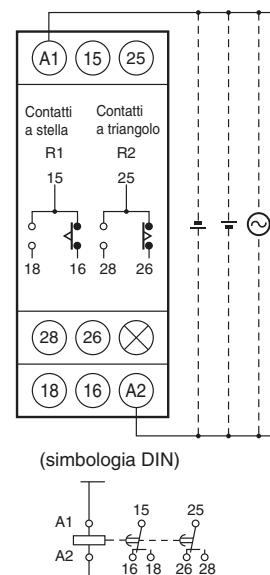 A1 15 25
Contatti Contatti
a stella a triangolo
R1 R2
15 25
18 16 28 26
28 26
18 16 A2
(simbologia DIN)
A1 15 25
A2
16 18 26 28